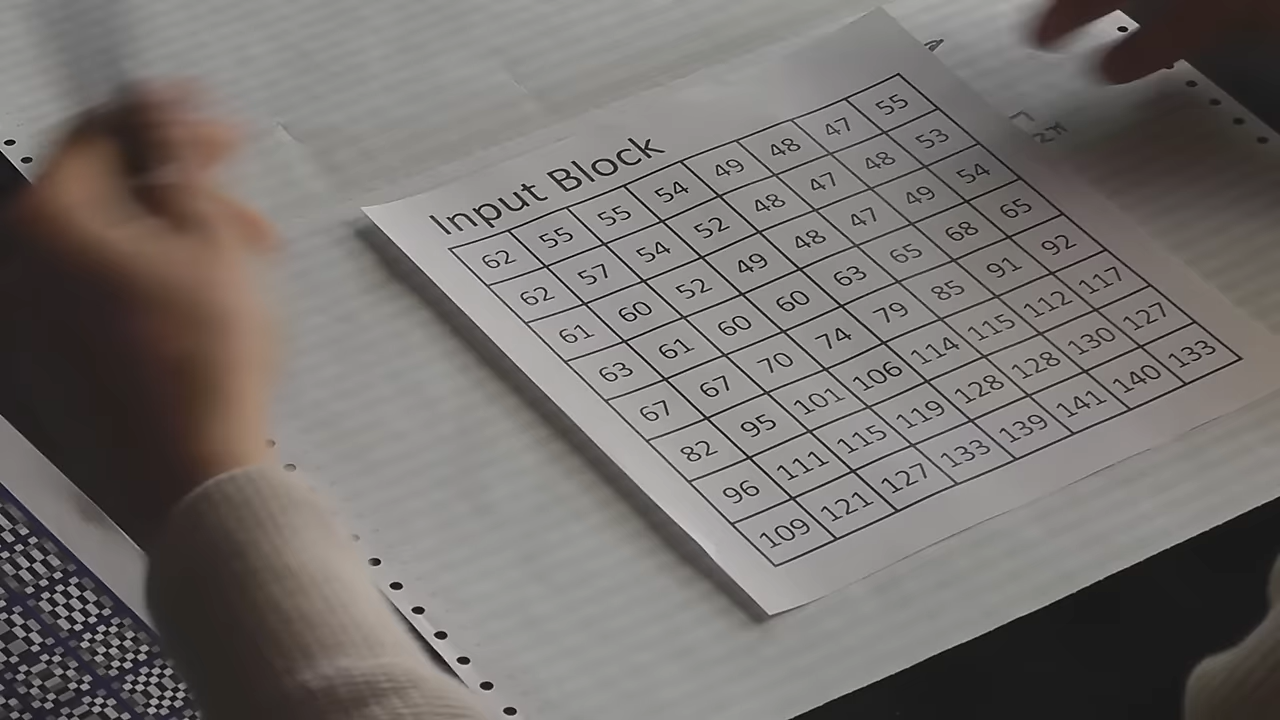 Input Block
62 55 55 54 49 48 47 55
62 57 54 52 48 47 48 53
61 60 52 49 48 47 49 54
63 61 60 60 63 65 68 65
67 67 70 74 79 85 91 92
82 95 101 106 114 115 112 117
96 111 115 119 128 128 130 127
109 121 127 133 139 141 140 133